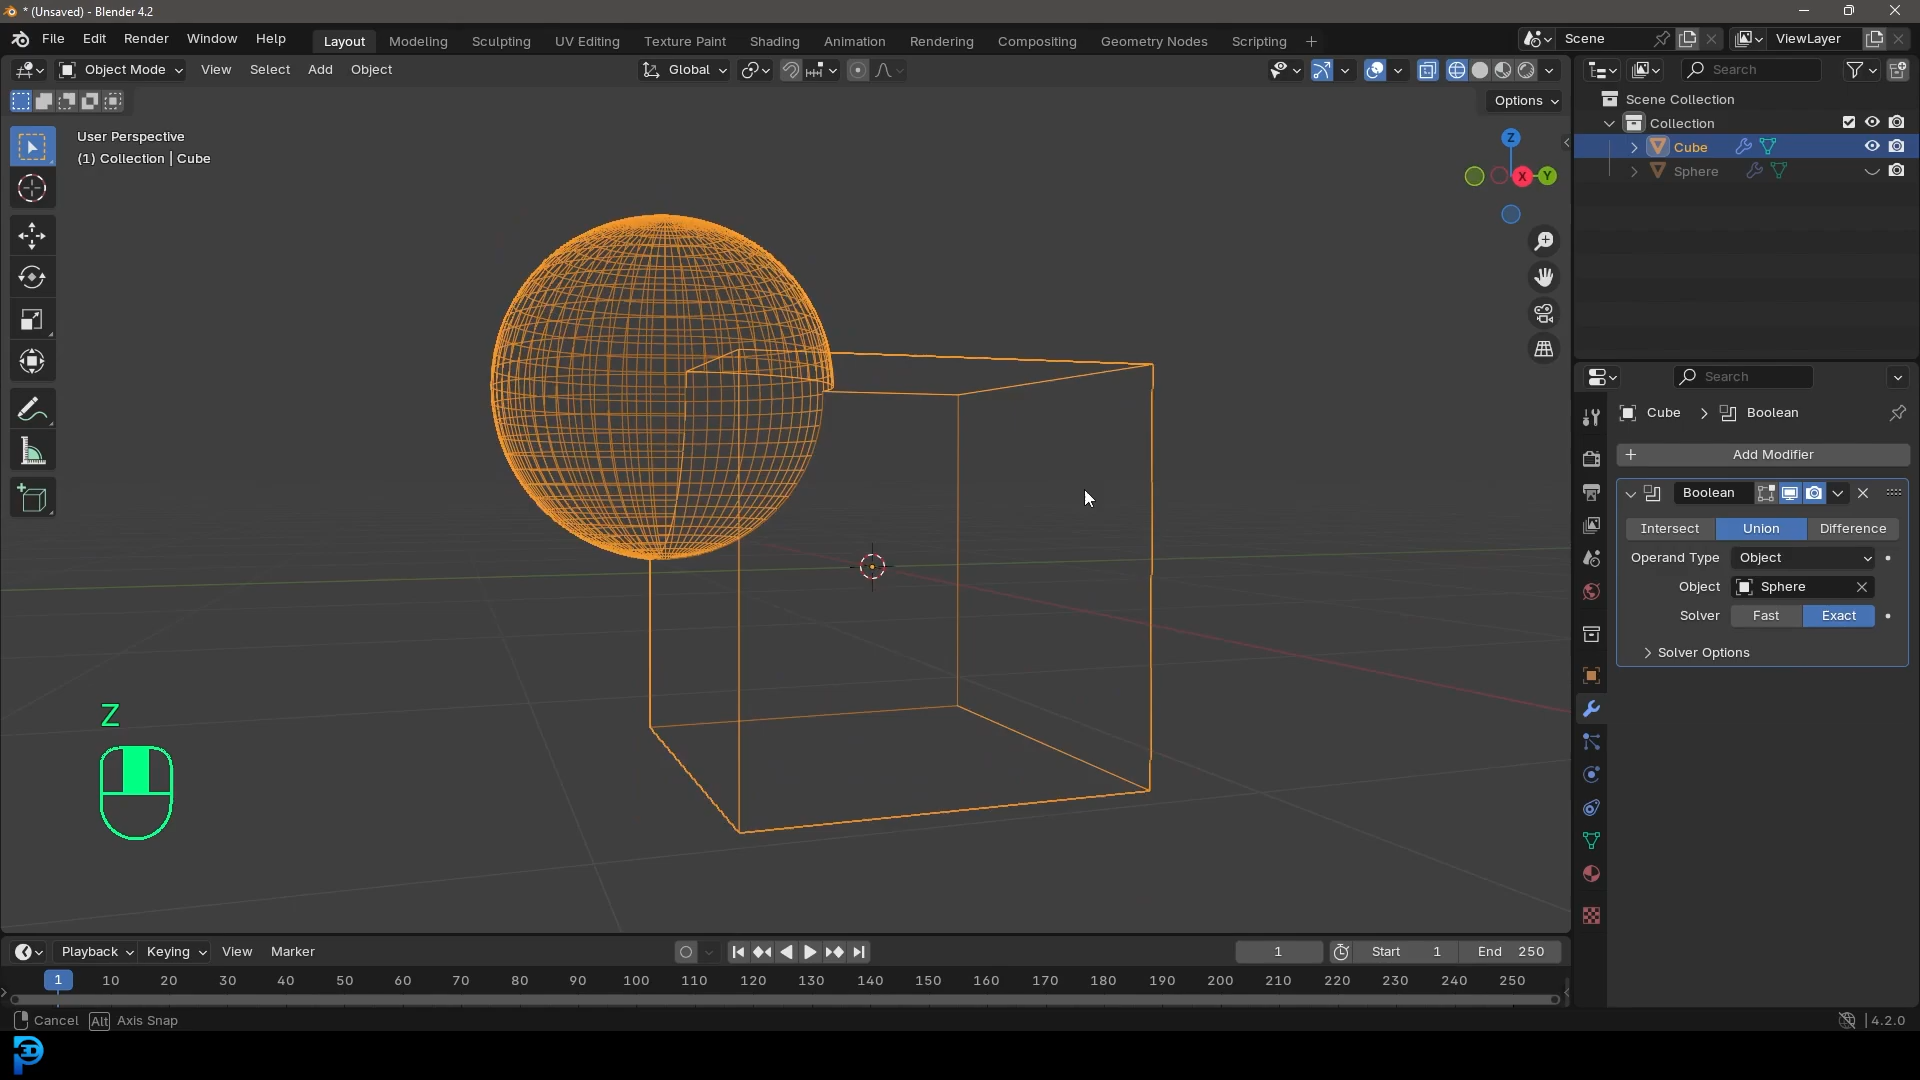 * (Unsaved) - Blender 4.2
File Edit Render Window Help
Layout Modeling Sculpting UV Editing Texture Paint Shading Animation Rendering Compositing Geometry Nodes Scripting +
Scene
ViewLayer
Object Mode View Select Add Object
Global
Search
Options
User Perspective
(1) Collection | Cube
Z
X
Y
Scene Collection
Collection
Cube
Sphere
Search
Cube > Boolean
+ Add Modifier
Boolean
Intersect Union Difference
Operand Type Object
Object Sphere
Solver Fast Exact
Solver Options
Z
Playback Keying View Marker
1
Start 1
End 250
1 10 20 30 40 50 60 70 80 90 100 110 120 130 140 150 160 170 180 190 200 210 220 230 240 250
Cancel Alt Axis Snap
4.2.0
3D